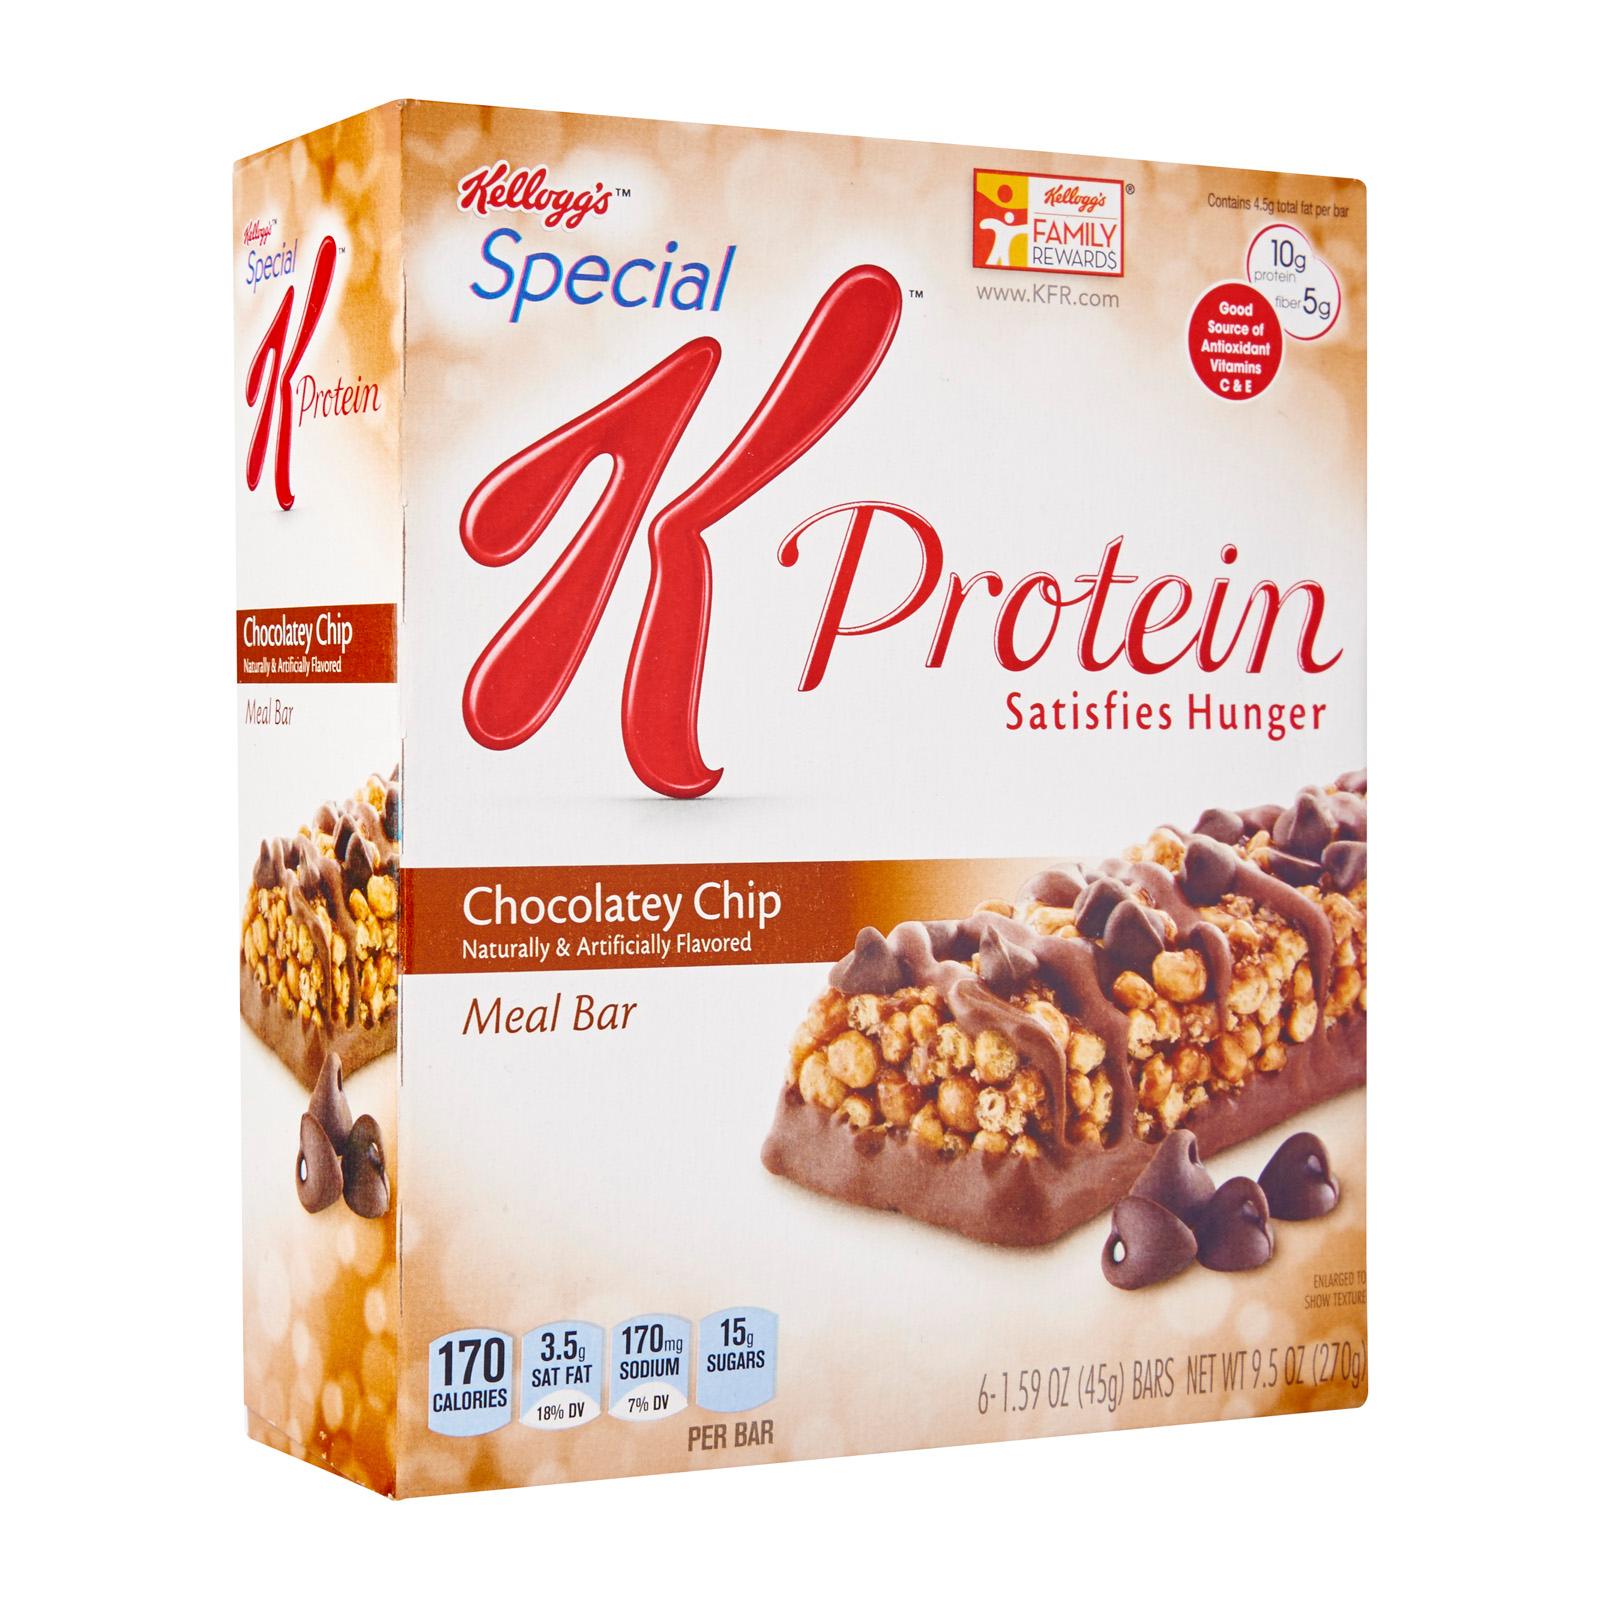 Kellogg's™
Special
K™
Protein
Chocolatey Chip
Naturally & Artificially Flavored
Meal Bar
Kellogg's™
Special
K™
Protein
Satisfies Hunger
Kellogg's®
FAMILY
REWARDS
www.KFR.com
Contains 4.5g total fat per bar
10g
protein
fiber 5g
Good
Source of
Antioxidant
Vitamins
C & E
Chocolatey Chip
Naturally & Artificially Flavored
Meal Bar
ENLARGED TO
SHOW TEXTURE
170
CALORIES
3.5g
SAT FAT
18% DV
170mg
SODIUM
7% DV
15g
SUGARS
PER BAR
6-1.59 OZ (45g) BARS NET WT 9.5 OZ (270g)